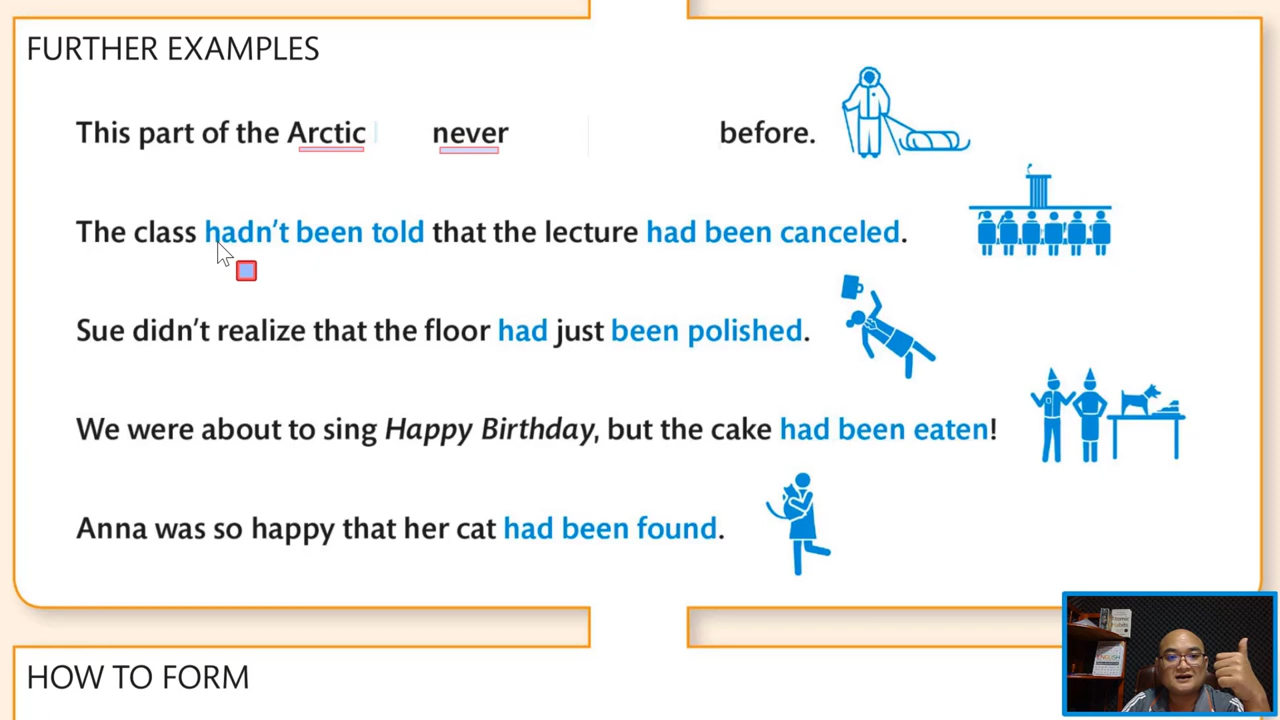 FURTHER EXAMPLES
This part of the Arctic never before.
The class hadn't been told that the lecture had been canceled.
Sue didn't realize that the floor had just been polished.
We were about to sing Happy Birthday, but the cake had been eaten!
Anna was so happy that her cat had been found.
HOW TO FORM